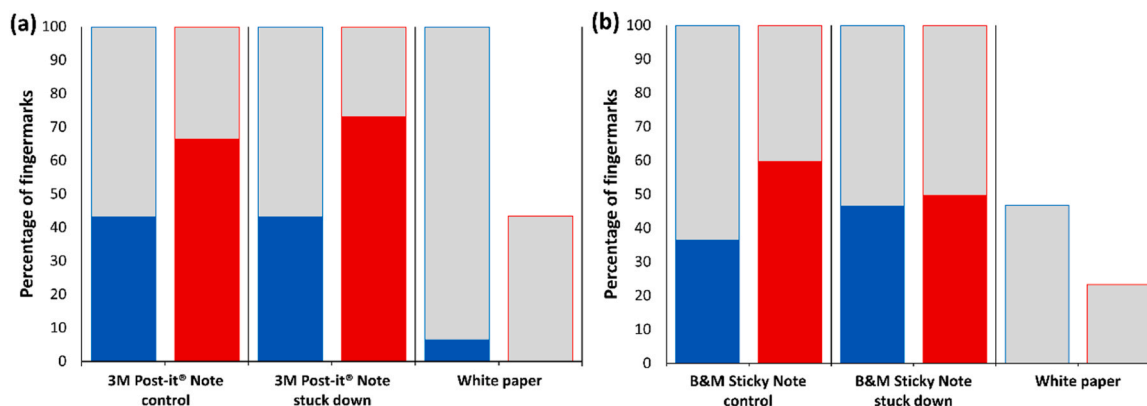 (a)
Percentage of fingermarks
100
90
80
70
60
50
40
30
20
10
0
3M Post-it® Note
control
3M Post-it® Note
stuck down
White paper
(b)
Percentage of fingermarks
100
90
80
70
60
50
40
30
20
10
0
B&M Sticky Note
control
B&M Sticky Note
stuck down
White paper